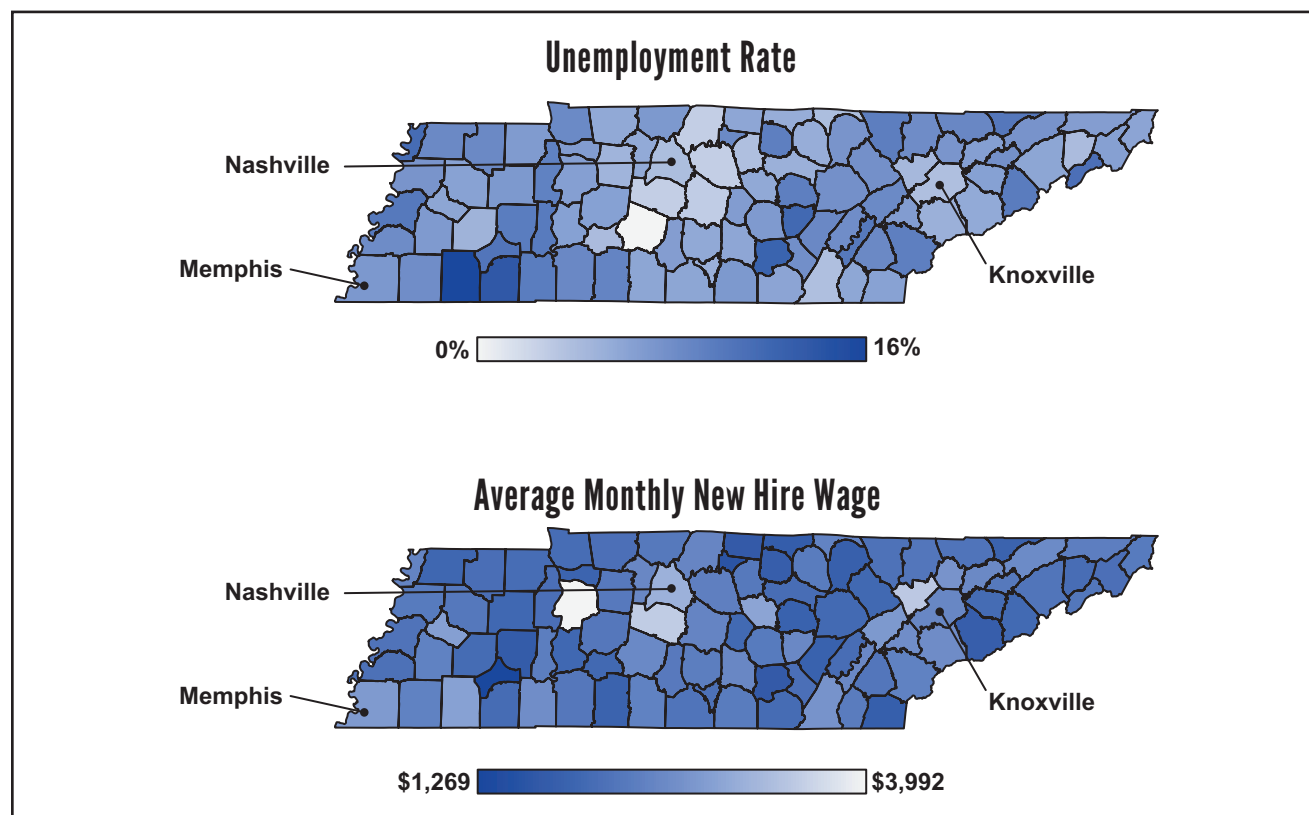 Unemployment Rate
Nashville
Memphis
Knoxville
0%
16%
Average Monthly New Hire Wage
Nashville
Memphis
Knoxville
$1,269
$3,992